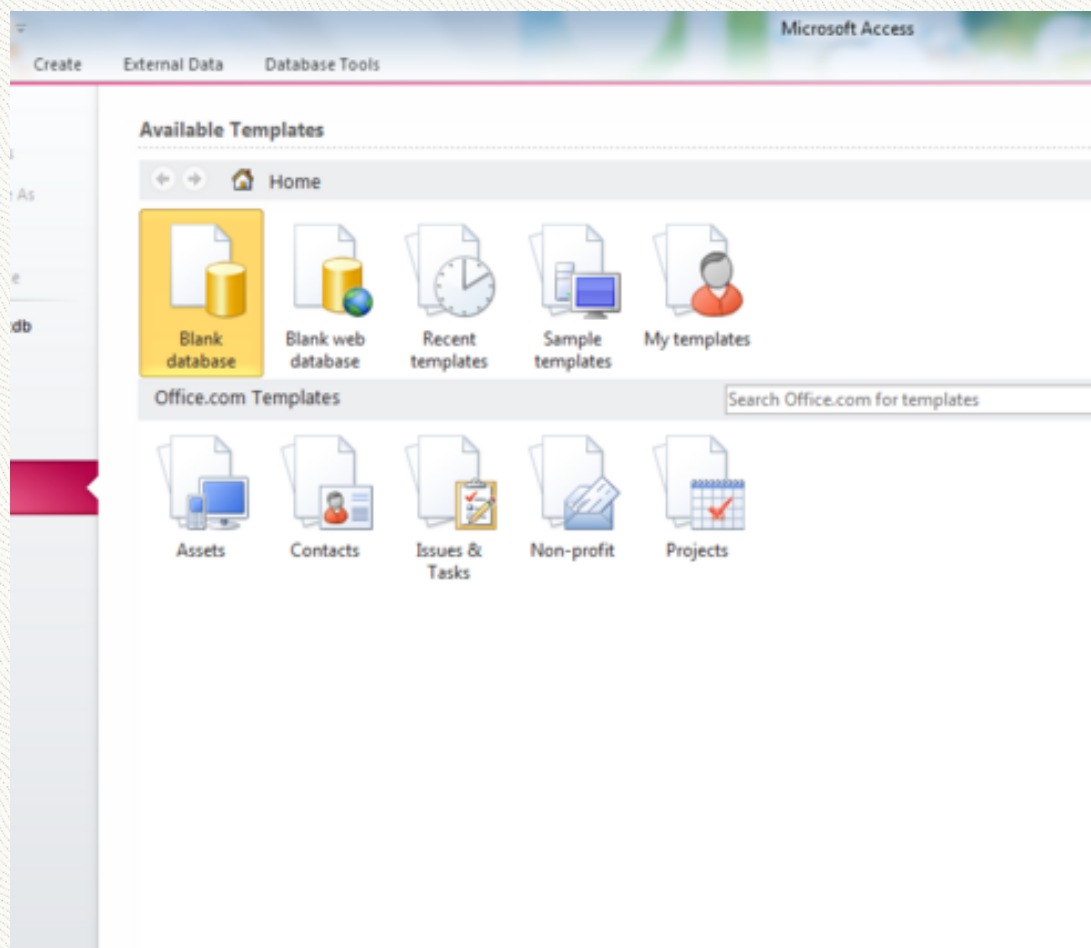 Microsoft Access
Create External Data Database Tools
Available Templates
As
Home
db
Blank database
Blank web database
Recent templates
Sample templates
My templates
Office.com Templates
Search Office.com for templates
Assets
Contacts
Issues &
Tasks
Non-profit
Projects